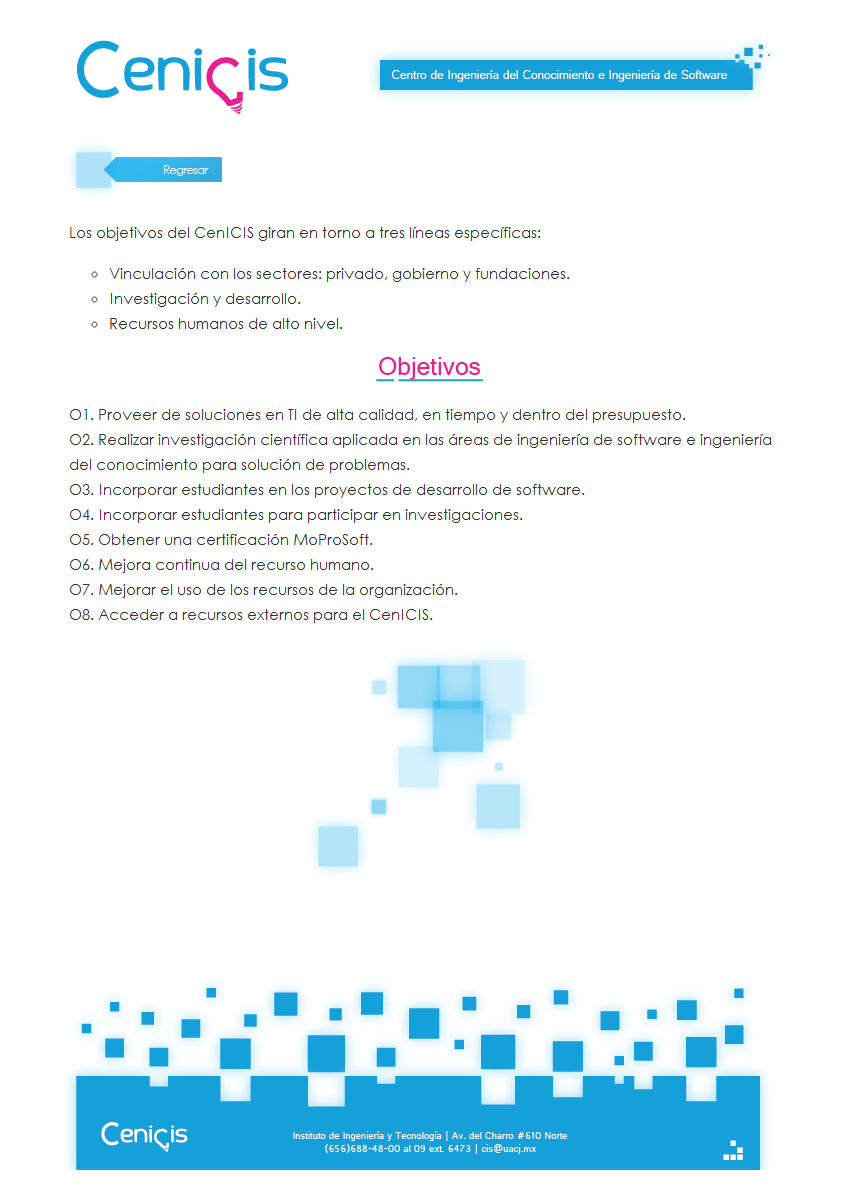 Cenicis
Centro de Ingeniería del Conocimiento e Ingeniería de Software
Regresar
Los objetivos del CenICIS giran en torno a tres líneas específicas:
Vinculación con los sectores: privado, gobierno y fundaciones.
Investigación y desarrollo.
Recursos humanos de alto nivel.
Objetivos
O1. Proveer de soluciones en TI de alta calidad, en tiempo y dentro del presupuesto.
O2. Realizar investigación científica aplicada en las áreas de ingeniería de software e ingeniería
del conocimiento para solución de problemas.
O3. Incorporar estudiantes en los proyectos de desarrollo de software.
O4. Incorporar estudiantes para participar en investigaciones.
O5. Obtener una certificación MoProSoft.
O6. Mejora continua del recurso humano.
O7. Mejorar el uso de los recursos de la organización.
O8. Acceder a recursos externos para el CenICIS.
Cenicis
Instituto de Ingeniería y Tecnología | Av. del Charro #610 Norte
(656)688-48-00 al 09 ext. 6473 | cis@uacj.mx